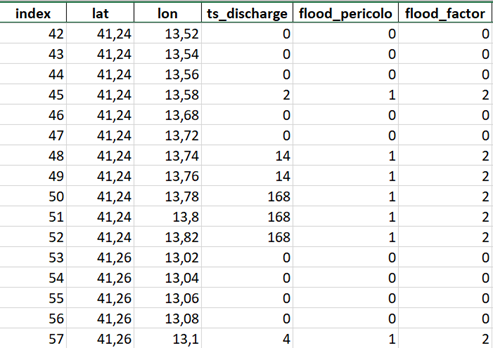 index lat lon ts_discharge flood_pericolo flood_factor
42 41,24 13,52 0 0 0
43 41,24 13,54 0 0 0
44 41,24 13,56 0 0 0
45 41,24 13,58 2 1 2
46 41,24 13,68 0 0 0
47 41,24 13,72 0 0 0
48 41,24 13,74 14 1 2
49 41,24 13,76 14 1 2
50 41,24 13,78 168 1 2
51 41,24 13,8 168 1 2
52 41,24 13,82 168 1 2
53 41,26 13,02 0 0 0
54 41,26 13,04 0 0 0
55 41,26 13,06 0 0 0
56 41,26 13,08 0 0 0
57 41,26 13,1 4 1 2